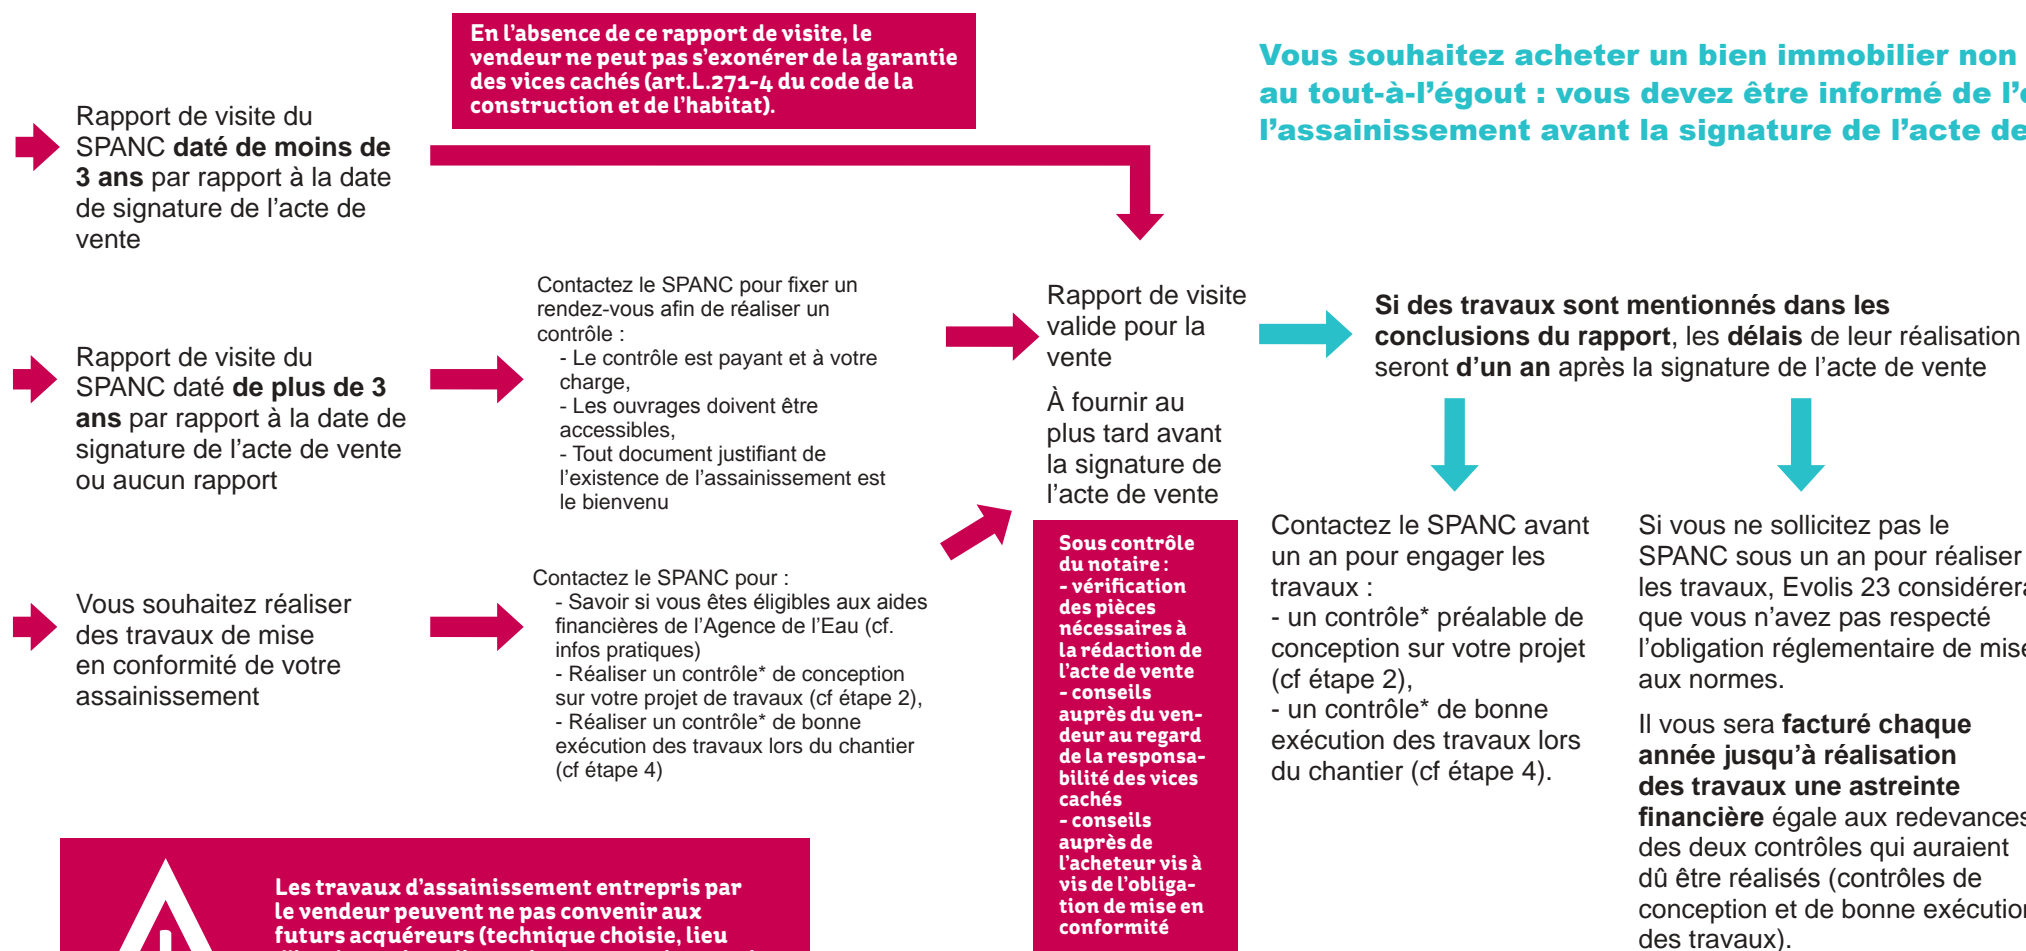 En l'absence de ce rapport de visite, le
vendeur ne peut pas s'exonérer de la garantie
des vices cachés (art.L.271-4 du code de la
construction et de l'habitat).
Rapport de visite du
SPANC daté de moins de
3 ans par rapport à la date
de signature de l'acte de
vente
Rapport de visite du
SPANC daté de plus de 3
ans par rapport à la date de
signature de l'acte de vente
ou aucun rapport
Vous souhaitez réaliser
des travaux de mise
en conformité de votre
assainissement
Contactez le SPANC pour fixer un
rendez-vous afin de réaliser un
contrôle :
- Le contrôle est payant et à votre
charge,
- Les ouvrages doivent être
accessibles,
- Tout document justifiant de
l'existence de l'assainissement est
le bienvenu
Contactez le SPANC pour :
- Savoir si vous êtes éligibles aux aides
financières de l'Agence de l'Eau (cf.
infos pratiques)
- Réaliser un contrôle* de conception
sur votre projet de travaux (cf étape 2),
- Réaliser un contrôle* de bonne
exécution des travaux lors du chantier
(cf étape 4)
Rapport de visite
valide pour la
vente
À fournir au
plus tard avant
la signature de
l'acte de vente
Sous contrôle
du notaire :
- vérification
des pièces
nécessaires à
la rédaction de
l'acte de vente
- conseils
auprès du ven-
deur au regard
de la responsa-
bilité des vices
cachés
- conseils
auprès de
l'acheteur vis à
vis de l'obliga-
tion de mise en
conformité
Les travaux d'assainissement entrepris par
le vendeur peuvent ne pas convenir aux
futurs acquéreurs (technique choisie, lieu
Vous souhaitez acheter un bien immobilier non
au tout-à-l'égout : vous devez être informé de l'
l'assainissement avant la signature de l'acte de
Si des travaux sont mentionnés dans les
conclusions du rapport, les délais de leur réalisation
seront d'un an après la signature de l'acte de vente
Contactez le SPANC avant
un an pour engager les
travaux :
- un contrôle* préalable de
conception sur votre projet
(cf étape 2),
- un contrôle* de bonne
exécution des travaux lors
du chantier (cf étape 4).
Si vous ne sollicitez pas le
SPANC sous un an pour réaliser
les travaux, Evolis 23 considérera
que vous n'avez pas respecté
l'obligation réglementaire de mise
aux normes.
Il vous sera facturé chaque
année jusqu'à réalisation
des travaux une astreinte
financière égale aux redevances
des deux contrôles qui auraient
dû être réalisés (contrôles de
conception et de bonne exécution
des travaux).